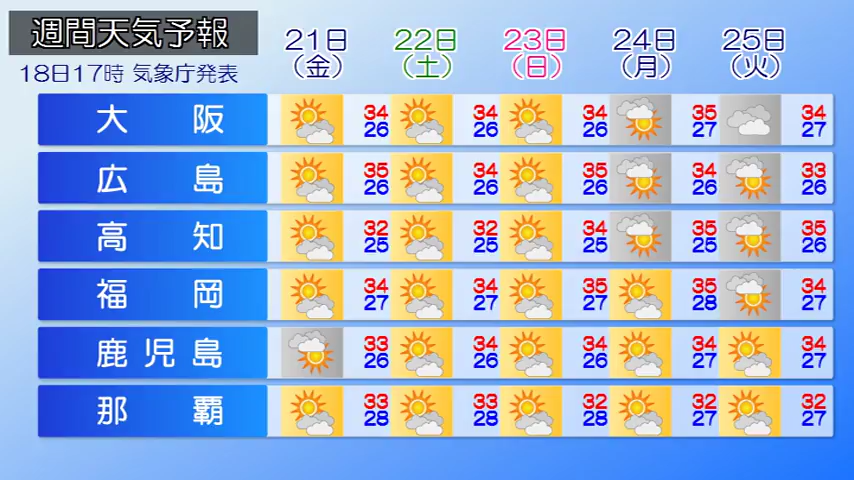 週間天気予報
18日17時 気象庁発表
21日 22日 23日 24日 25日
(金) (土) (日) (月) (火)
大阪 34 34 34 35 34
26 26 26 27 27
広島 35 34 35 34 33
26 26 26 26 26
高知 32 32 34 35 35
25 25 25 25 26
福岡 34 34 35 35 34
27 27 27 28 27
鹿児島 33 34 34 34 34
26 26 26 27 27
那覇 33 33 32 32 32
28 28 28 27 27